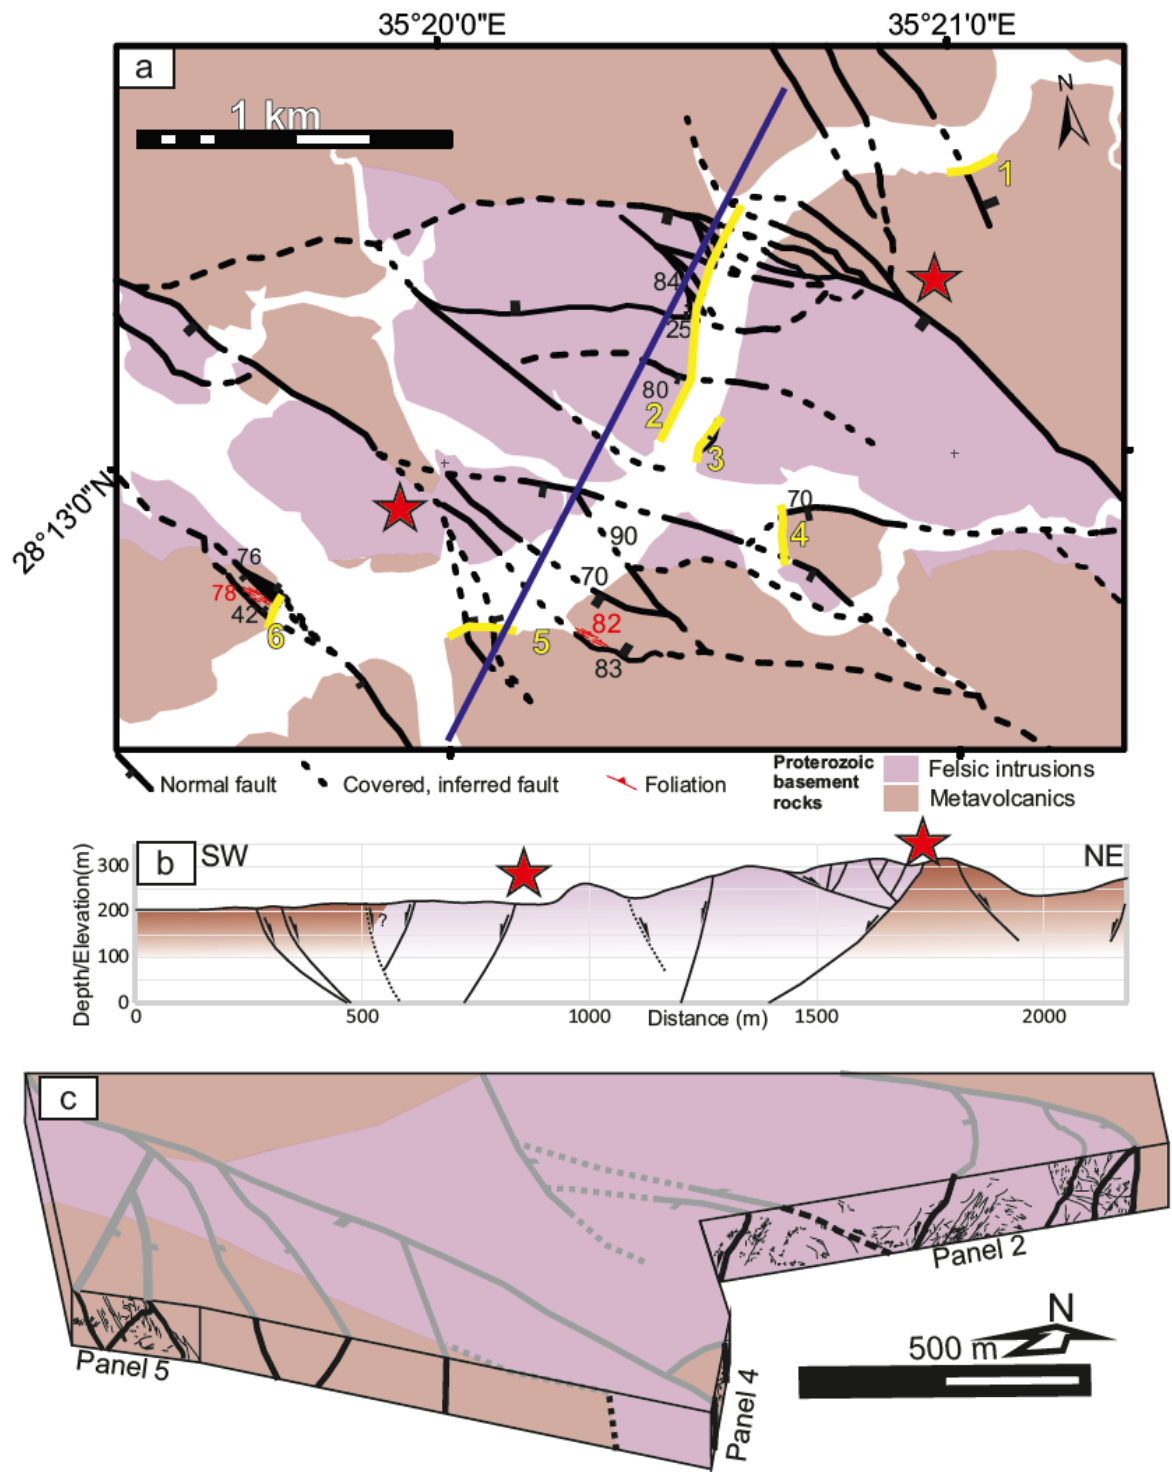 35°20'0"E
35°21'0"E
a
N
1 km
1
84
25
80
2
3
28°13'0"N
70
4
90
76
78
42
6
70
82
5
83
Normal fault
Covered, inferred fault
Foliation
Proterozoic
basement
rocks
Felsic intrusions
Metavolcanics
b
SW
NE
Depth/Elevation(m)
300
200
100
0
?
0
500
1000
Distance (m)
1500
2000
c
Panel 2
N
500 m
Panel 5
Panel 4